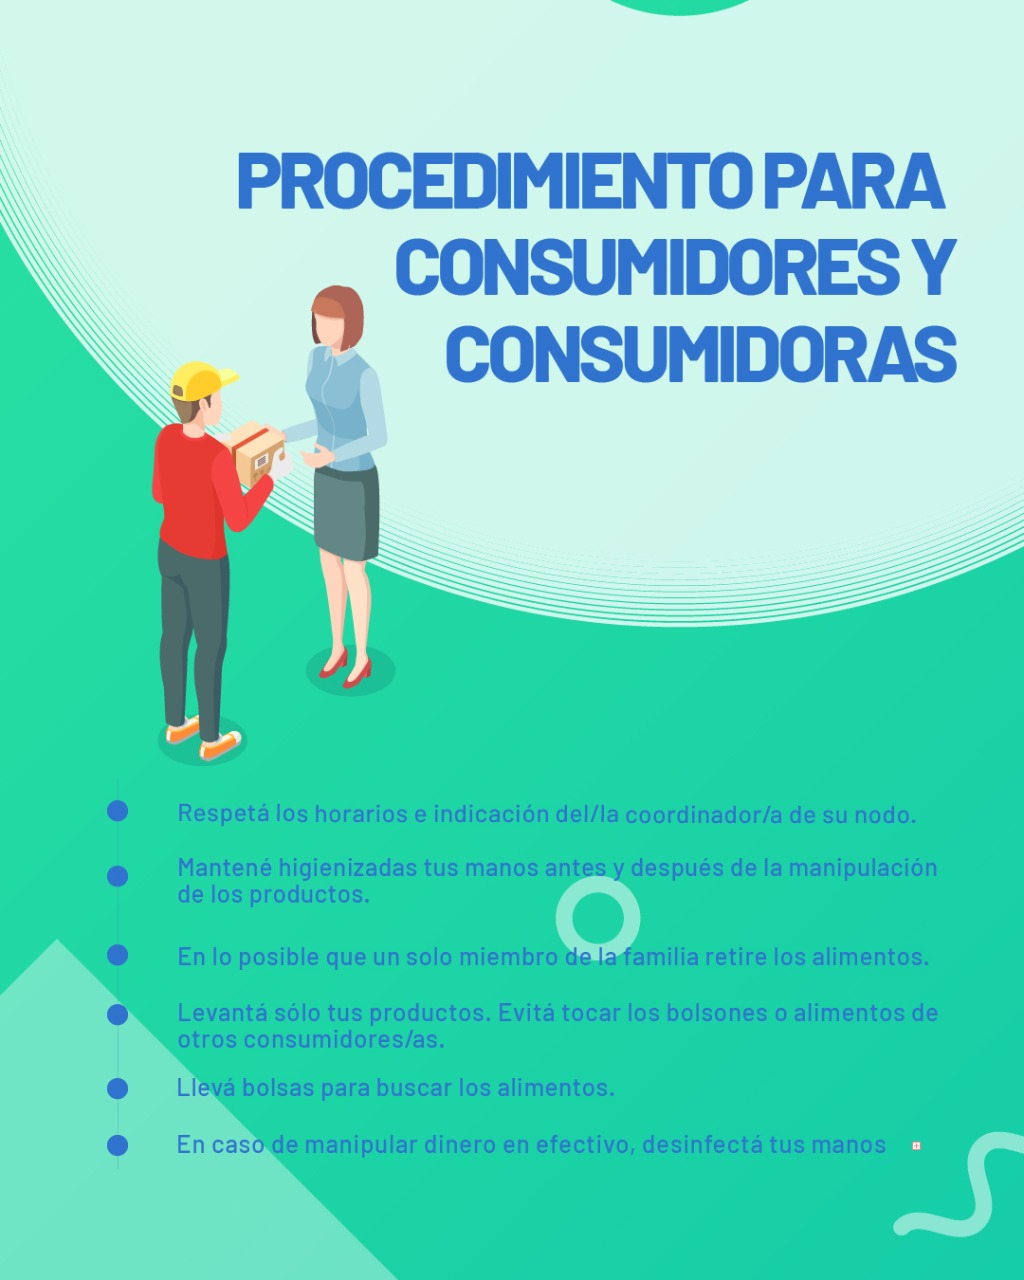 PROCEDIMIENTO PARA
CONSUMIDORES Y
CONSUMIDORAS
Respetá los horarios e indicación del/la coordinador/a de su nodo.
Mantené higienizadas tus manos antes y después de la manipulación
de los productos.
En lo posible que un solo miembro de la familia retire los alimentos.
Levantá sólo tus productos. Evitá tocar los bolsones o alimentos de
otros consumidores/as.
Llevá bolsas para buscar los alimentos.
En caso de manipular dinero en efectivo, desinfectá tus manos